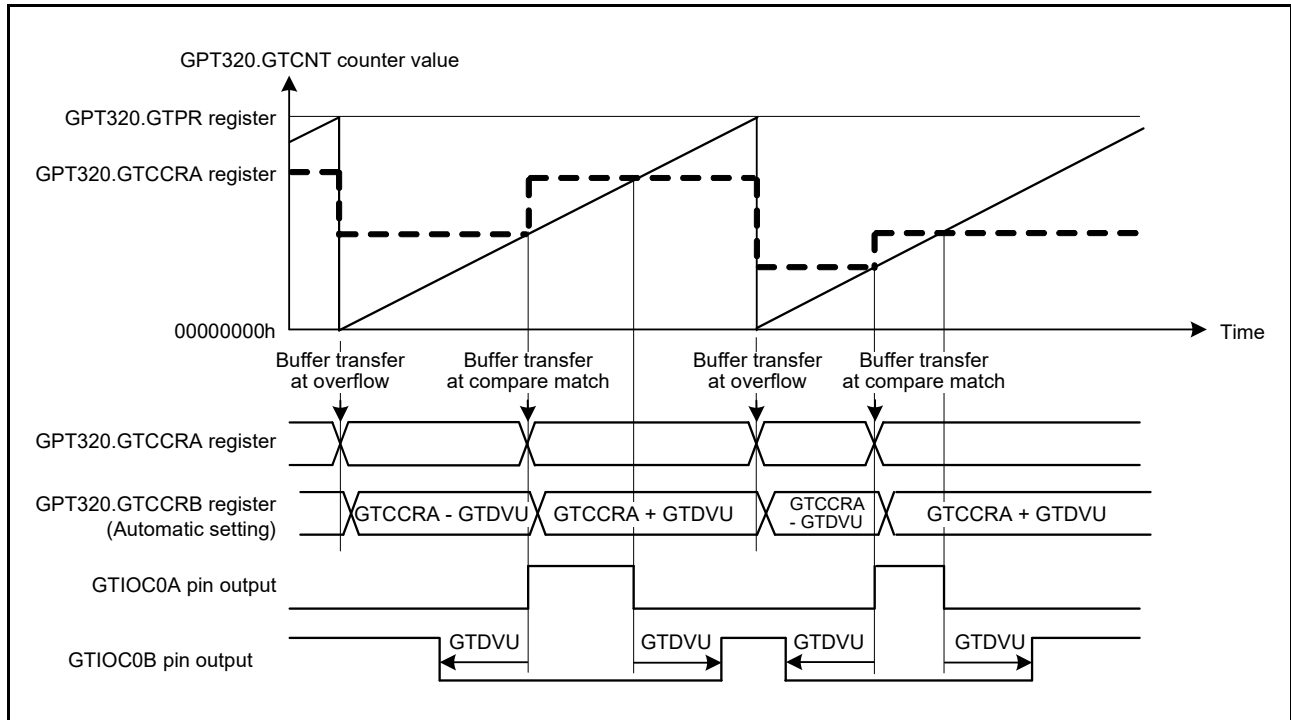 GPT320.GTCNT counter value
GPT320.GTPR register
GPT320.GTCCRA register
00000000h
Time
Buffer transfer
at overflow
Buffer transfer
at compare match
Buffer transfer
at overflow
Buffer transfer
at compare match
GPT320.GTCCRA register
GPT320.GTCCRB register
(Automatic setting)
GTCCRA - GTDVU
GTCCRA + GTDVU
GTCCRA
- GTDVU
GTCCRA + GTDVU
GTIOC0A pin output
GTIOC0B pin output
GTDVU
GTDVU
GTDVU
GTDVU